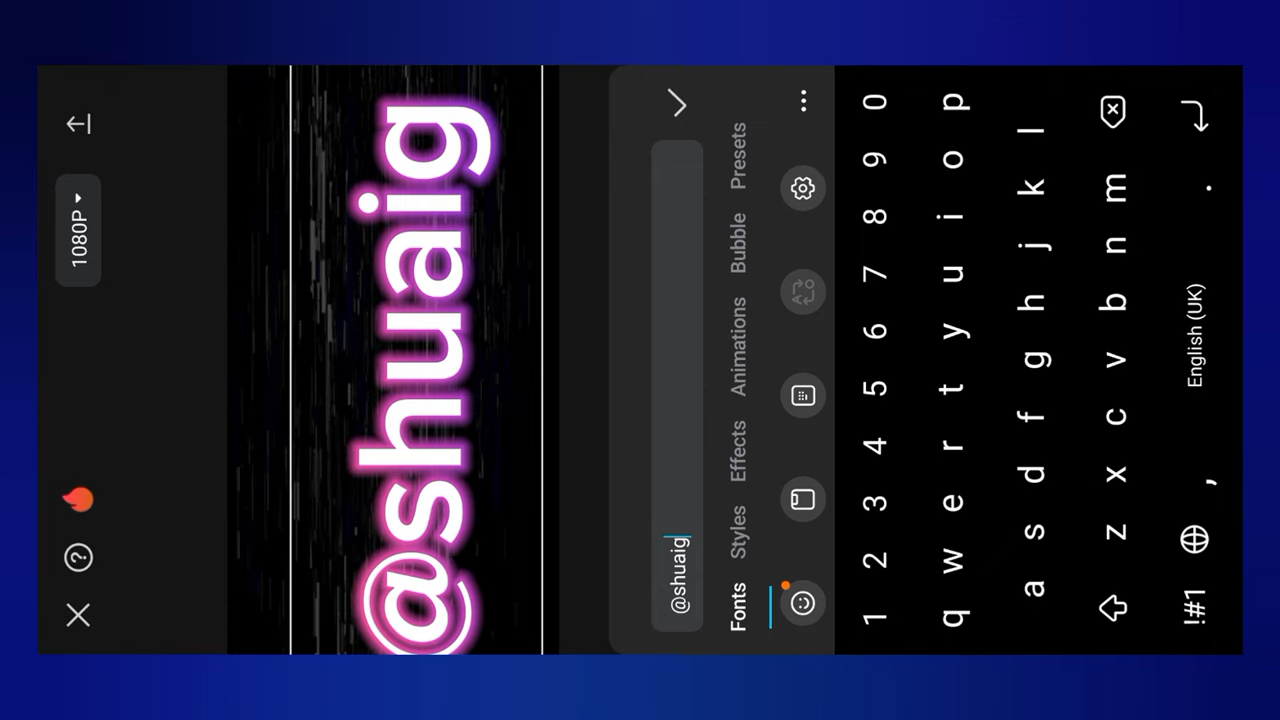 1080P
@shuaig
@shuaig
Fonts Styles Effects Animations Bubble Presets
1 2 3 4 5 6 7 8 9 0
q w e r t y u i o p
a s d f g h j k l
z x c v b n m
!#1 , English (UK) .